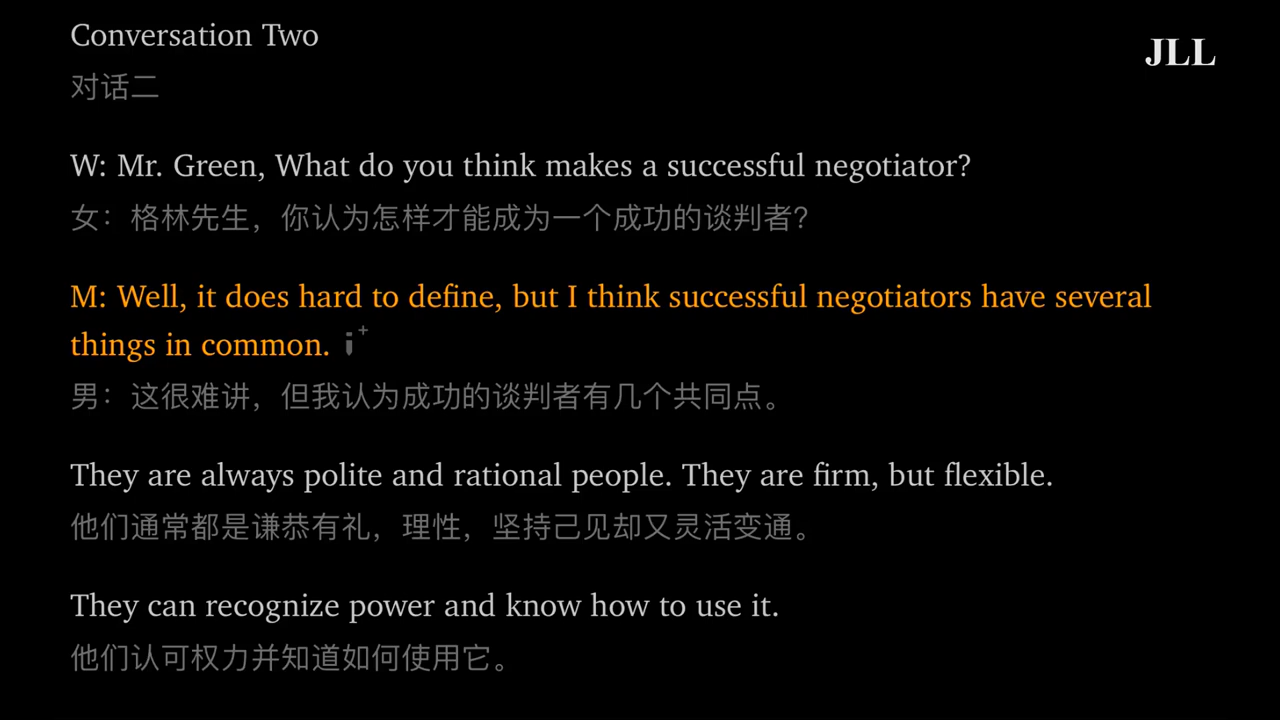 Conversation Two
JLL
对话二
W: Mr. Green, What do you think makes a successful negotiator?
女：格林先生，你认为怎样才能成为一个成功的谈判者？
M: Well, it does hard to define, but I think successful negotiators have several
things in common.
男：这很难讲，但我认为成功的谈判者有几个共同点。
They are always polite and rational people. They are firm, but flexible.
他们通常都是谦恭有礼，理性，坚持己见却又灵活变通。
They can recognize power and know how to use it.
他们认可权力并知道如何使用它。